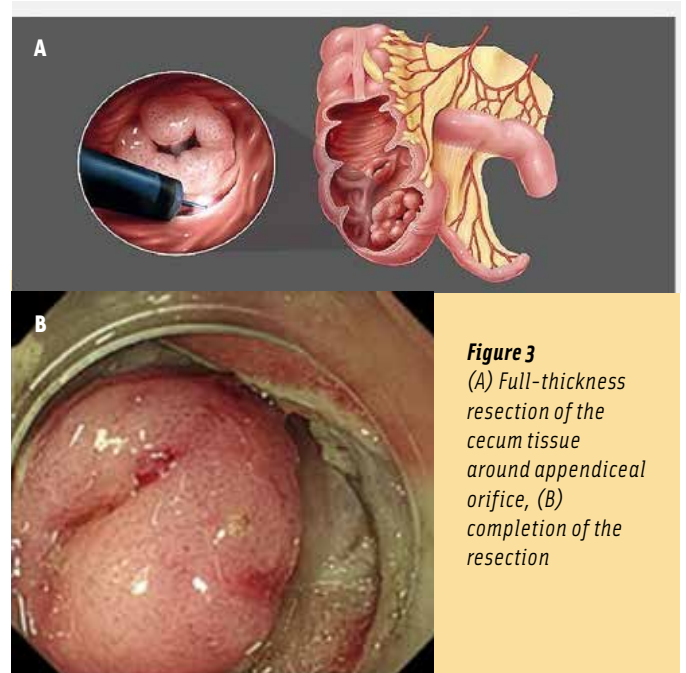 A
B
Figure 3
(A) Full-thickness
resection of the
cecum tissue
around appendiceal
orifice, (B)
completion of the
resection